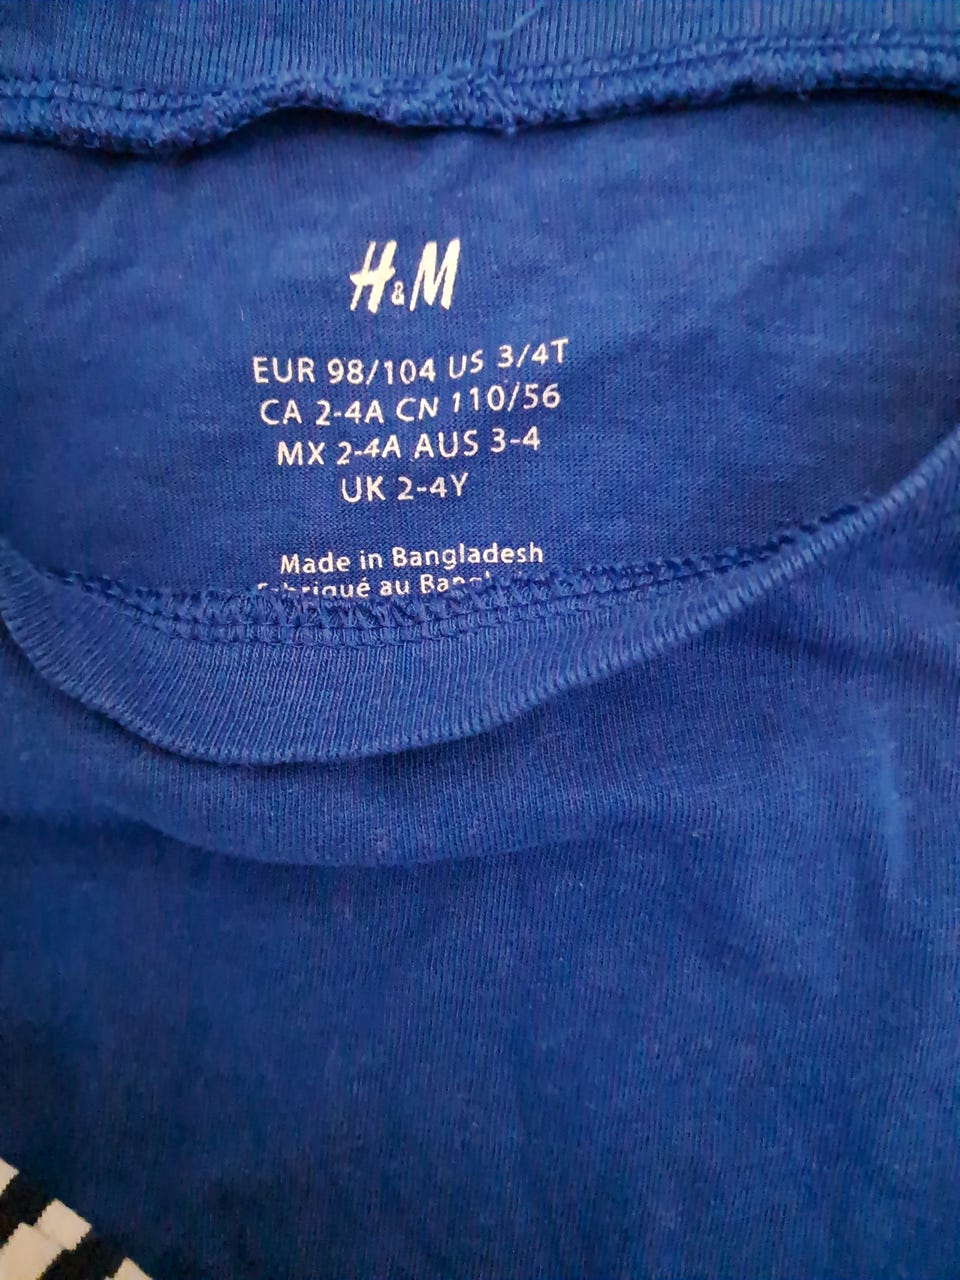 H&M
EUR 98/104 US 3/4T
CA 2-4A CN 110/56
MX 2-4A AUS 3-4
UK 2-4Y
Made in Bangladesh
au